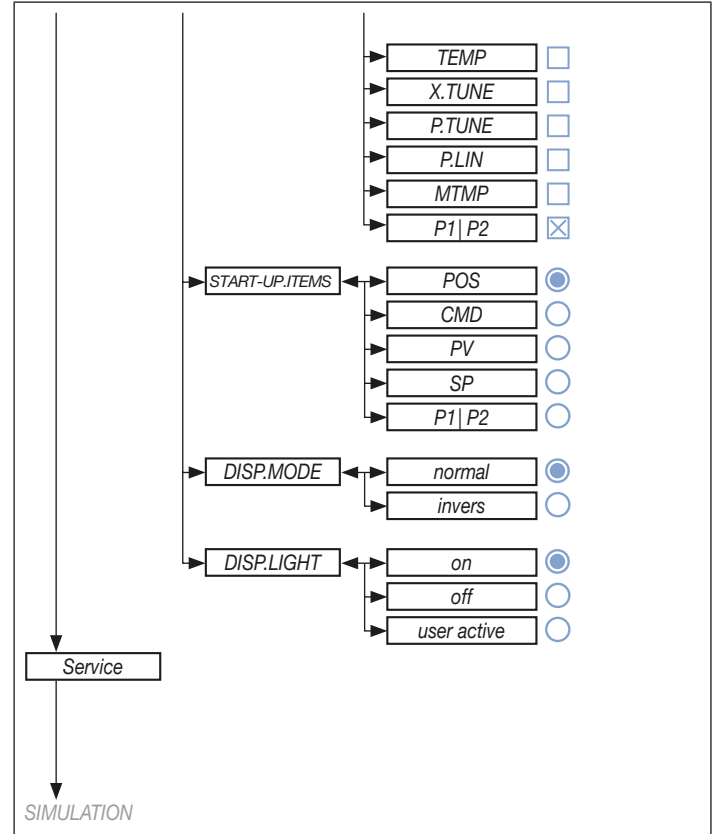 TEMP
X.TUNE
P.TUNE
P.LIN
MTMP
P1| P2
START-UP.ITEMS
POS
CMD
PV
SP
P1| P2
DISP.MODE
normal
invers
DISP.LIGHT
on
off
user active
Service
SIMULATION